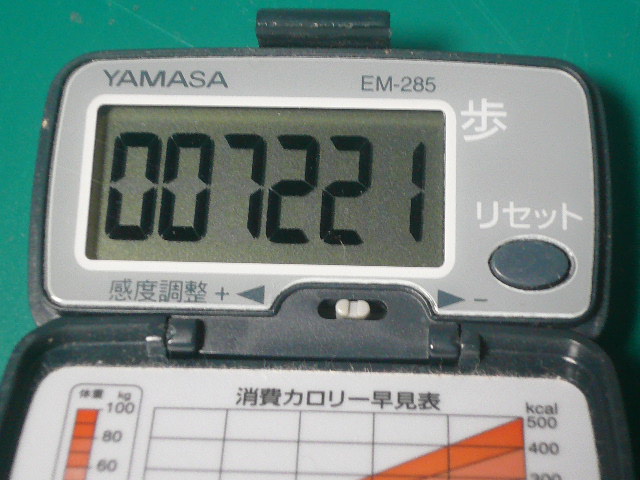 YAMASA EM-285
007221 歩
リセット
感度調整 + -
消費カロリー早見表
体重 kg
kcal
100
500
80
400
60
300